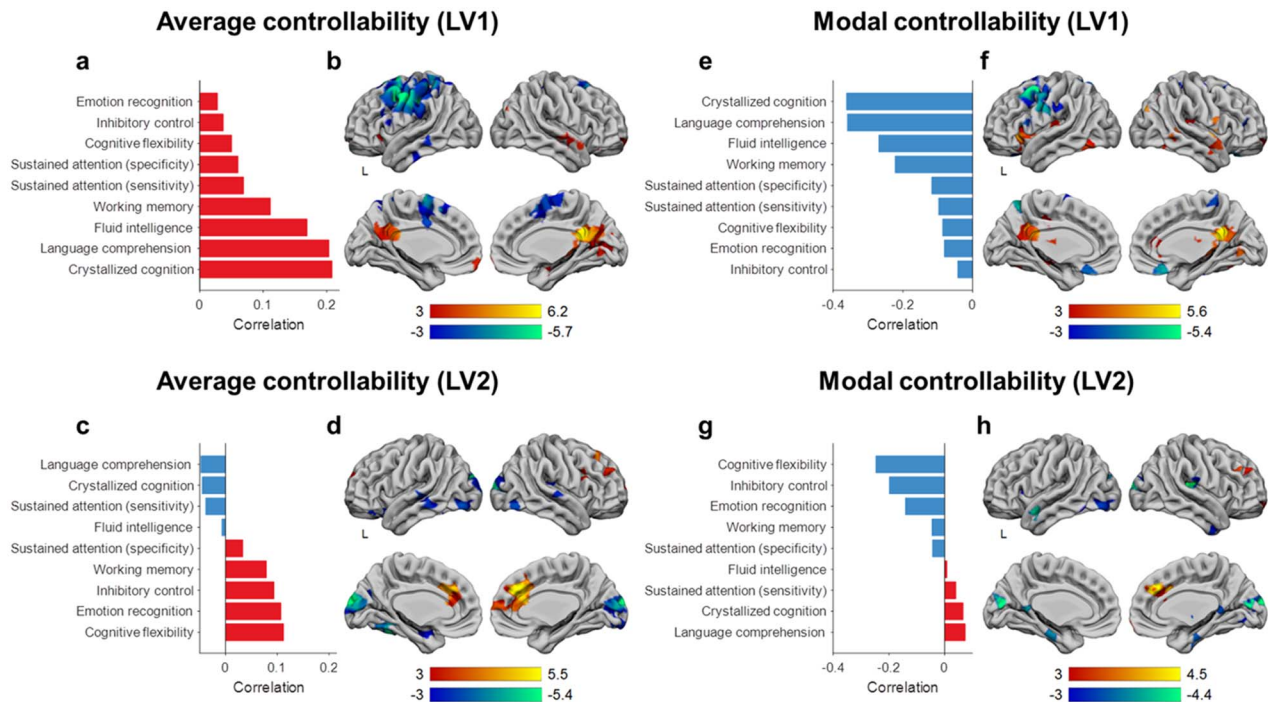 Average controllability (LV1)
Modal controllability (LV1)
a
b
e
f
Emotion recognition
Inhibitory control
Cognitive flexibility
Sustained attention (specificity)
Sustained attention (sensitivity)
Working memory
Fluid intelligence
Language comprehension
Crystallized cognition
0 0.1 0.2
Correlation
L
3 6.2
-3 -5.7
Crystallized cognition
Language comprehension
Fluid intelligence
Working memory
Sustained attention (specificity)
Sustained attention (sensitivity)
Cognitive flexibility
Emotion recognition
Inhibitory control
-0.4 -0.2 0
Correlation
L
3 5.6
-3 -5.4
Average controllability (LV2)
Modal controllability (LV2)
c
d
g
h
Language comprehension
Crystallized cognition
Sustained attention (sensitivity)
Fluid intelligence
Sustained attention (specificity)
Working memory
Inhibitory control
Emotion recognition
Cognitive flexibility
0 0.1 0.2
Correlation
L
3 5.5
-3 -5.4
Cognitive flexibility
Inhibitory control
Emotion recognition
Working memory
Sustained attention (specificity)
Fluid intelligence
Sustained attention (sensitivity)
Crystallized cognition
Language comprehension
-0.4 -0.2 0
Correlation
L
3 4.5
-3 -4.4